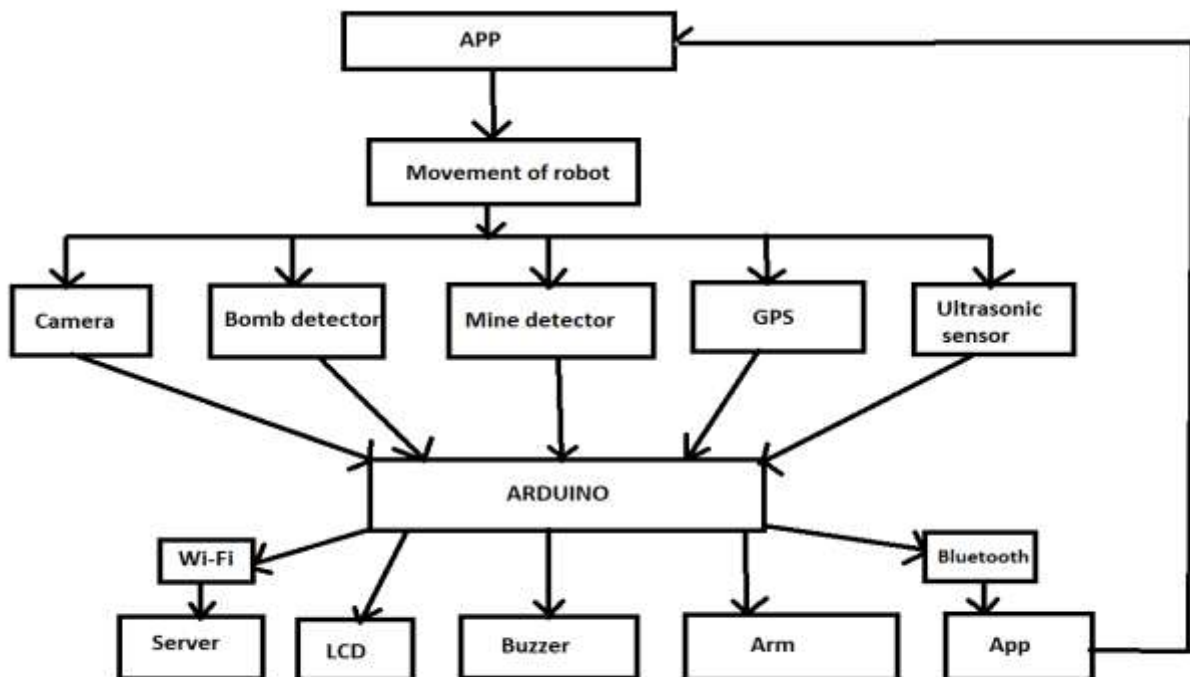 APP
Movement of robot
Camera
Bomb detector
Mine detector
GPS
Ultrasonic
sensor
ARDUINO
Wi-Fi
Bluetooth
Server
LCD
Buzzer
Arm
App